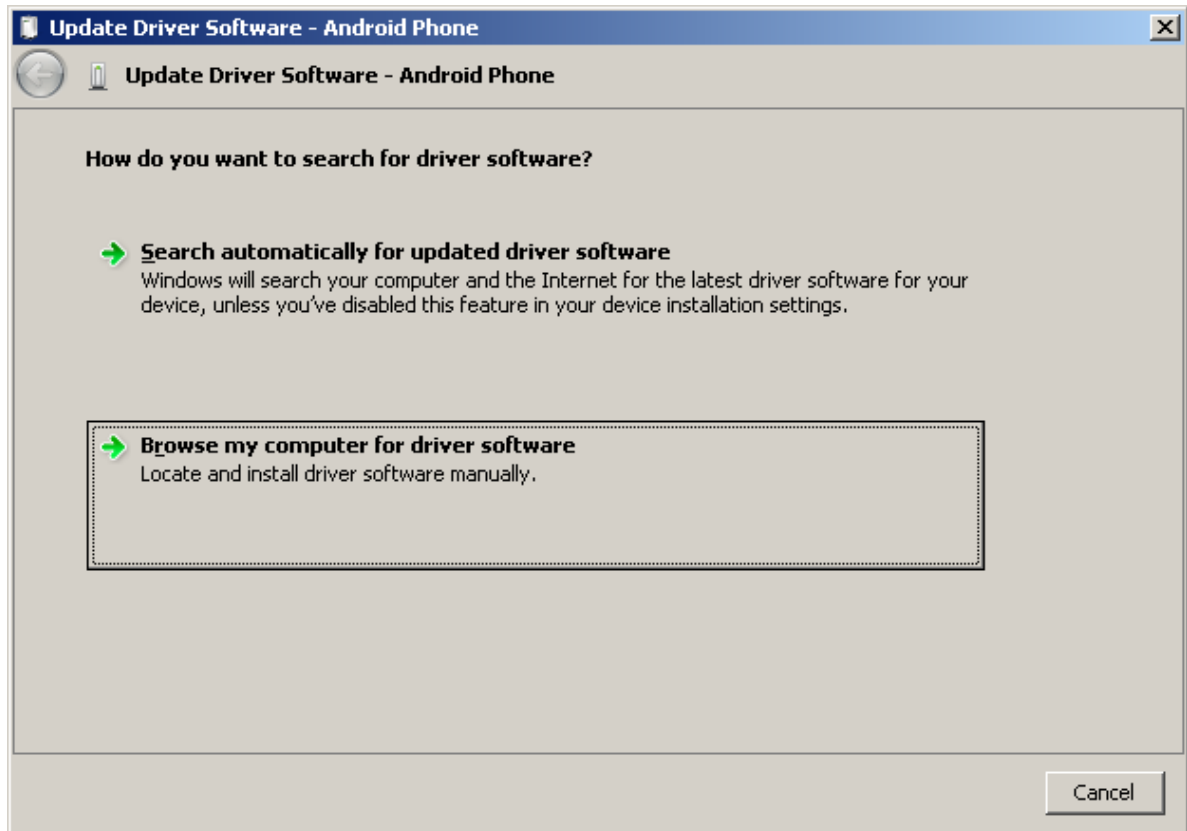 Update Driver Software - Android Phone
Update Driver Software - Android Phone
How do you want to search for driver software?
Search automatically for updated driver software
Windows will search your computer and the Internet for the latest driver software for your
device, unless you've disabled this feature in your device installation settings.
Browse my computer for driver software
Locate and install driver software manually.
Cancel